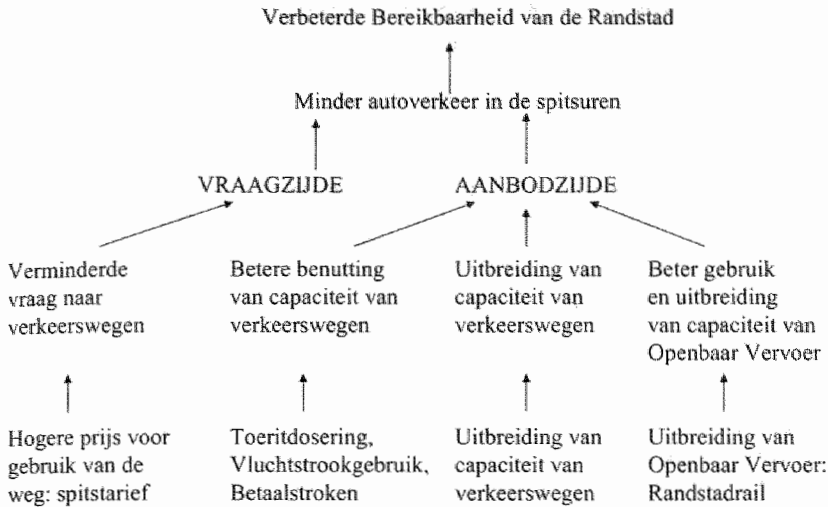 Verbeterde Bereikbaarheid van de Randstad
Minder autoverkeer in de spitsuren
VRAAGZIJDE
AANBODZIJDE
Verminderde
vraag naar
verkeerswegen
Betere benutting
van capaciteit van
verkeerswegen
Uitbreiding van
capaciteit van
verkeerswegen
Beter gebruik
en uitbreiding
van capaciteit van
Openbaar Vervoer
Hogere prijs voor
gebruik van de
weg: spitstarief
Toeritdosering,
Vluchtstrookgebruik,
Betaalstroken
Uitbreiding van
capaciteit van
verkeerswegen
Uitbreiding van
Openbaar Vervoer:
Randstadrail